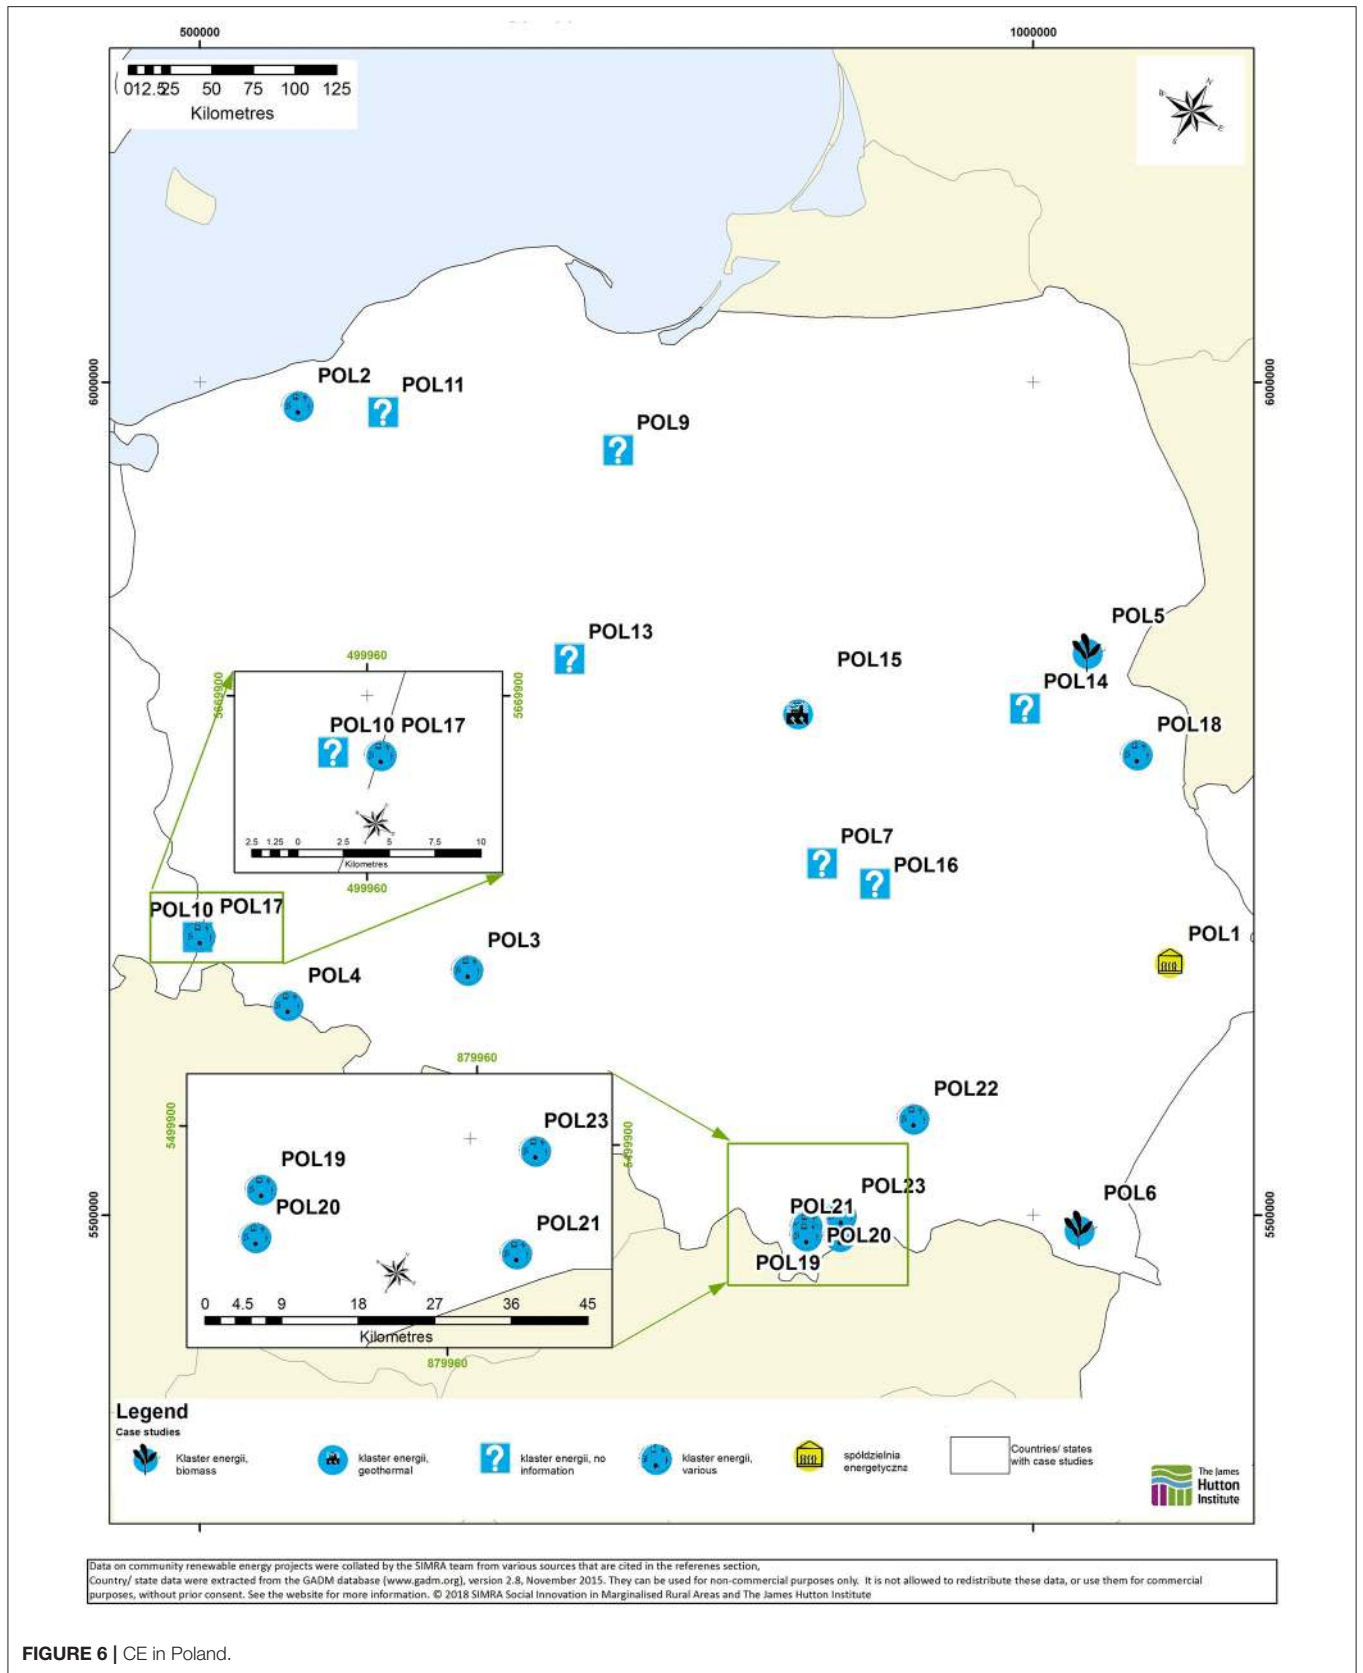 500000 1000000
012.525 50 75 100 125
Kilometres
N
W
E
S
6000000 6000000
POL2
POL11
POL9
POL5
POL13
POL15
POL14
POL18
499960
5669900 5669900
POL10 POL17
2.5 1.25 0 2.5 5 7.5 10
Kilometres
499960
POL7
POL16
POL10 POL17
POL3
POL1
POL4
879960
POL22
5499900 5499900
POL23
POL19
POL20
POL21
0 4.5 9 18 27 36 45
Kilometres
879960
POL23
POL21
POL20
POL19
POL6
5500000 5500000
Legend
Case studies
Klaster energii,
biomass
klaster energii,
geothermal
klaster energii, no
information
klaster energii,
various
spółdzielnia
energetyczna
Countries/ states
with case studies
The James
Hutton
Institute
Data on community renewable energy projects were collated by the SIMRA team from various sources that are cited in the referenes section,
Country/ state data were extracted from the GADM database (www.gadm.org), version 2.8, November 2015. They can be used for non-commercial purposes only. It is not allowed to redistribute these data, or use them for commercial
purposes, without prior consent. See the website for more information. © 2018 SIMRA Social Innovation in Marginalised Rural Areas and The James Hutton Institute
FIGURE 6 | CE in Poland.